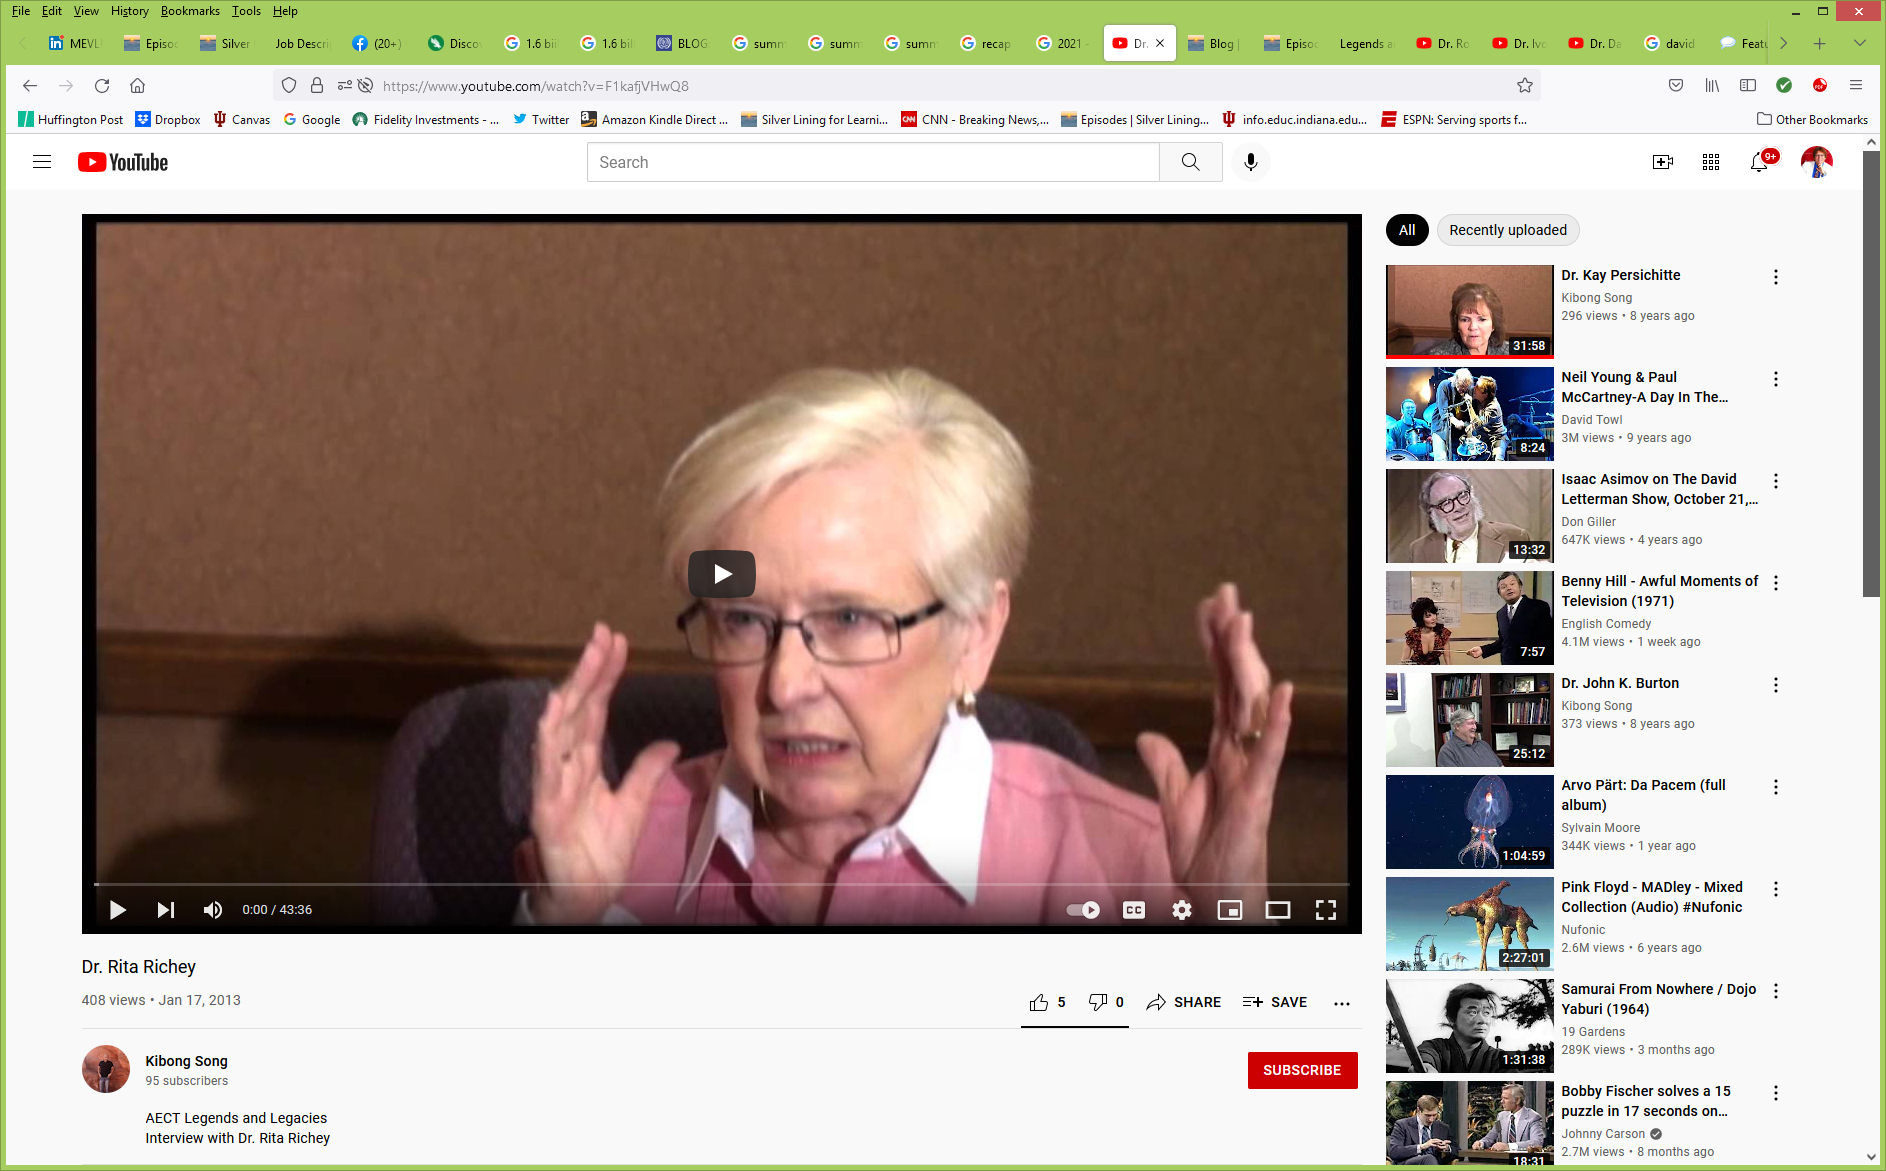 File Edit View History Bookmarks Tools Help
MEVL
Episo
Silver
Job Descri
(20+)
Disco
1.6 bi
1.6 bil
BLOG
summ
summ
summ
recap
2021 -
Dr.
Blog |
Episo
Legends a
Dr. Ro
Dr. Ivo
Dr. Da
david
Featu
https://www.youtube.com/watch?v=F1kafjVHwQ8
Huffington Post
Dropbox
Canvas
Google
Fidelity Investments - ...
Twitter
Amazon Kindle Direct ...
Silver Lining for Learni...
CNN - Breaking News,...
Episodes | Silver Lining...
info.educ.indiana.edu...
ESPN: Serving sports f...
Other Bookmarks
YouTube
Search
9+
All
Recently uploaded
0:00 / 43:36
CC
Dr. Rita Richey
408 views • Jan 17, 2013
5
0
SHARE
SAVE
Kibong Song
95 subscribers
SUBSCRIBE
AECT Legends and Legacies
Interview with Dr. Rita Richey
31:58
Dr. Kay Persichitte
Kibong Song
296 views • 8 years ago
8:24
Neil Young & Paul
McCartney-A Day In The...
David Towl
3M views • 9 years ago
13:32
Isaac Asimov on The David
Letterman Show, October 21,...
Don Giller
647K views • 4 years ago
7:57
Benny Hill - Awful Moments of
Television (1971)
English Comedy
4.1M views • 1 week ago
25:12
Dr. John K. Burton
Kibong Song
373 views • 8 years ago
1:04:59
Arvo Pärt: Da Pacem (full
album)
Sylvain Moore
344K views • 1 year ago
2:27:01
Pink Floyd - MADley - Mixed
Collection (Audio) #Nufonic
Nufonic
2.6M views • 6 years ago
1:31:38
Samurai From Nowhere / Dojo
Yaburi (1964)
19 Gardens
289K views • 3 months ago
18:31
Bobby Fischer solves a 15
puzzle in 17 seconds on...
Johnny Carson
2.7M views • 8 months ago